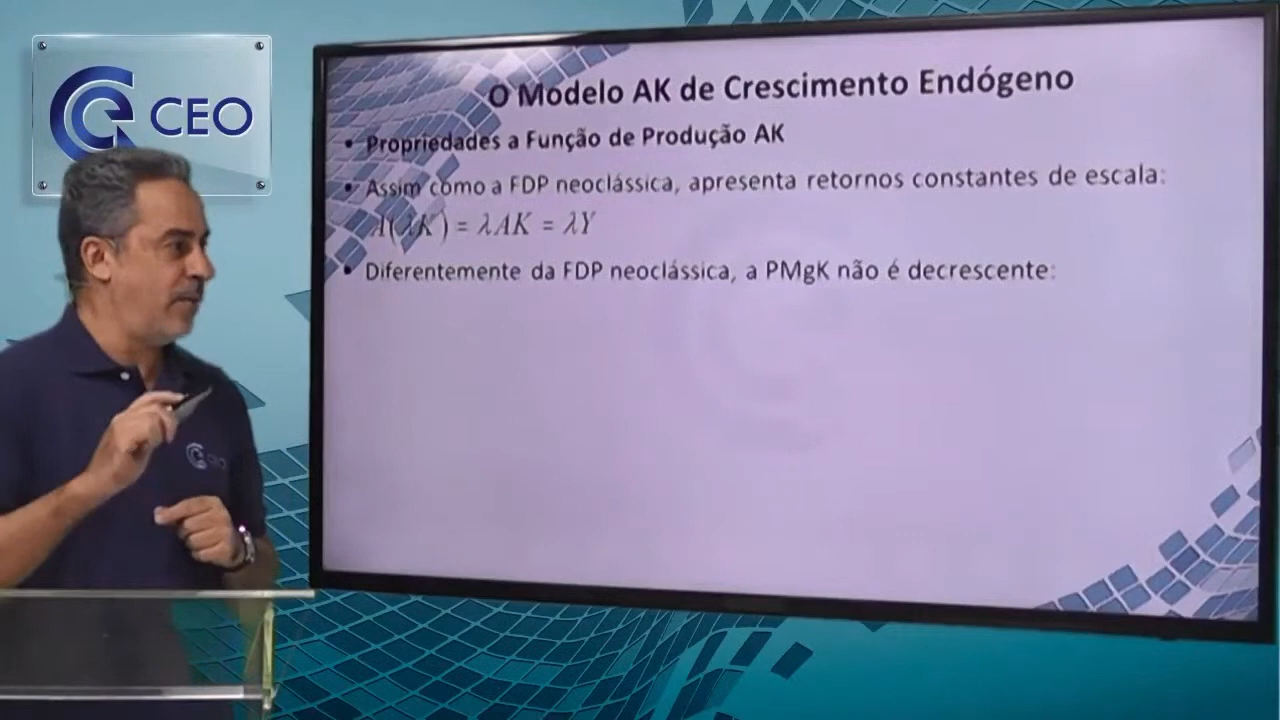 CEO
O Modelo AK de Crescimento Endógeno
• Propriedades a Função de Produção AK
• Assim como a FDP neoclássica, apresenta retornos constantes de escala:
A(λK) = λAK = λY
• Diferentemente da FDP neoclássica, a PMgK não é decrescente:
CEO